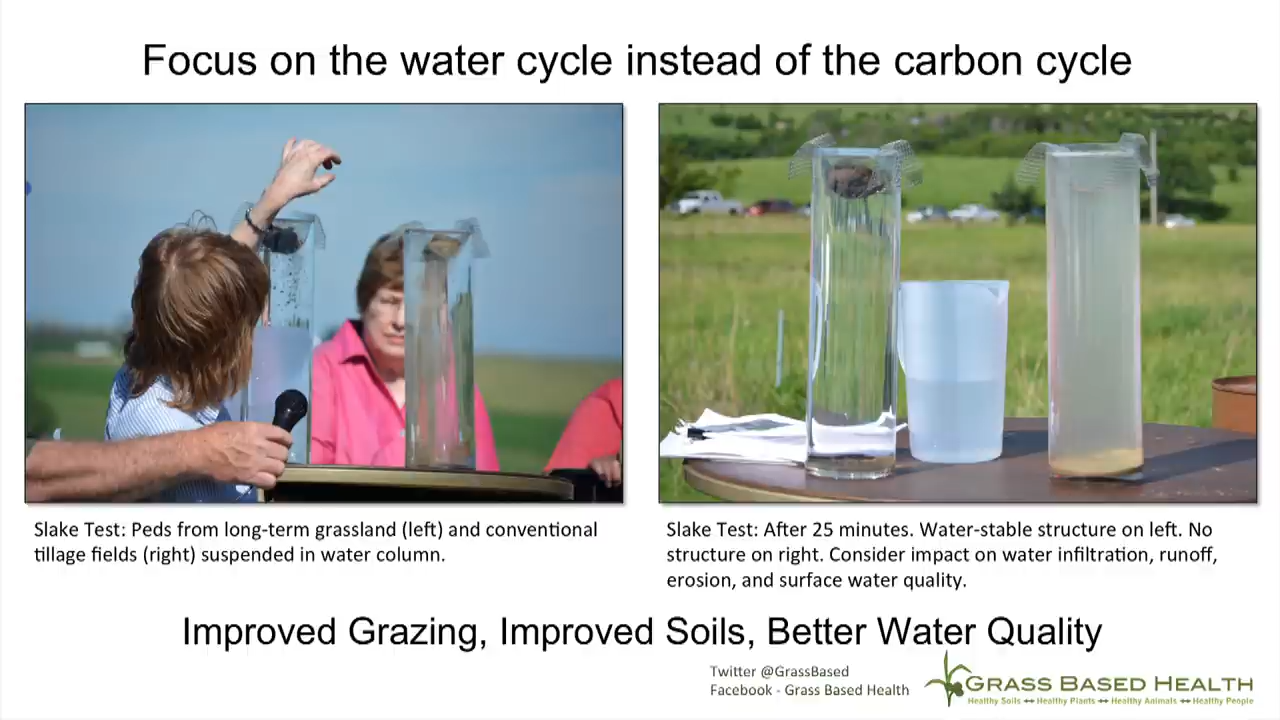 Focus on the water cycle instead of the carbon cycle
Slake Test: Peds from long-term grassland (left) and conventional
tillage fields (right) suspended in water column.
Slake Test: After 25 minutes. Water-stable structure on left. No
structure on right. Consider impact on water infiltration, runoff,
erosion, and surface water quality.
Improved Grazing, Improved Soils, Better Water Quality
Twitter @GrassBased
Facebook - Grass Based Health
GRASS BASED HEALTH
Healthy Soils ↔ Healthy Plants ↔ Healthy Animals ↔ Healthy People